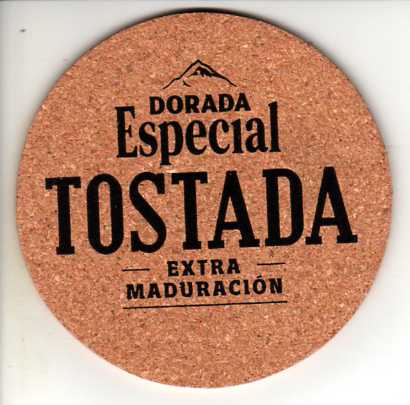 DORADA
Especial
TOSTADA
EXTRA
MADURACIÓN